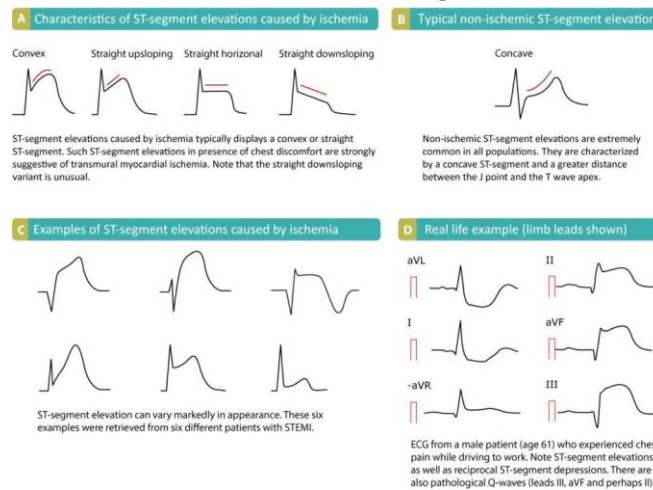 A Characteristics of ST-segment elevations caused by ischemia
Convex
Straight upsloping
Straight horizonal
Straight downsloping
ST-segment elevations caused by ischemia typically displays a convex or straight
ST-segment. Such ST-segment elevations in presence of chest discomfort are strongly
suggestive of transmural myocardial ischemia. Note that the straight downsloping
variant is unusual.
B Typical non-ischemic ST-segment elevation
Concave
Non-ischemic ST-segment elevations are extremely
common in all populations. They are characterized
by a concave ST-segment and a greater distance
between the J point and the T wave apex.
C Examples of ST-segment elevations caused by ischemia
ST-segment elevation can vary markedly in appearance. These six
examples were retrieved from six different patients with STEMI.
D Real life example (limb leads shown)
aVL
II
I
aVF
-aVR
III
ECG from a male patient (age 61) who experienced ches
pain while driving to work. Note ST-segment elevations
as well as reciprocal ST-segment depressions. There are
also pathological Q-waves (leads III, aVF and perhaps II)